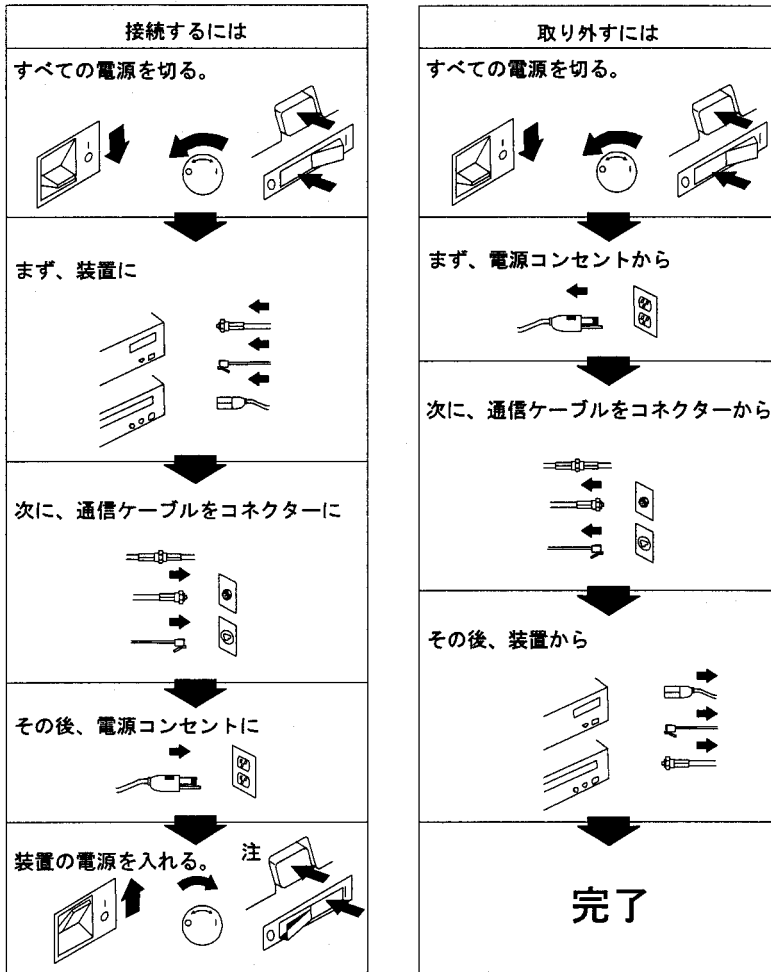 接続するには
すべての電源を切る。
まず、装置に
次に、通信ケーブルをコネクターに
その後、電源コンセントに
装置の電源を入れる。
注
取り外すには
すべての電源を切る。
まず、電源コンセントから
次に、通信ケーブルをコネクターから
その後、装置から
完了